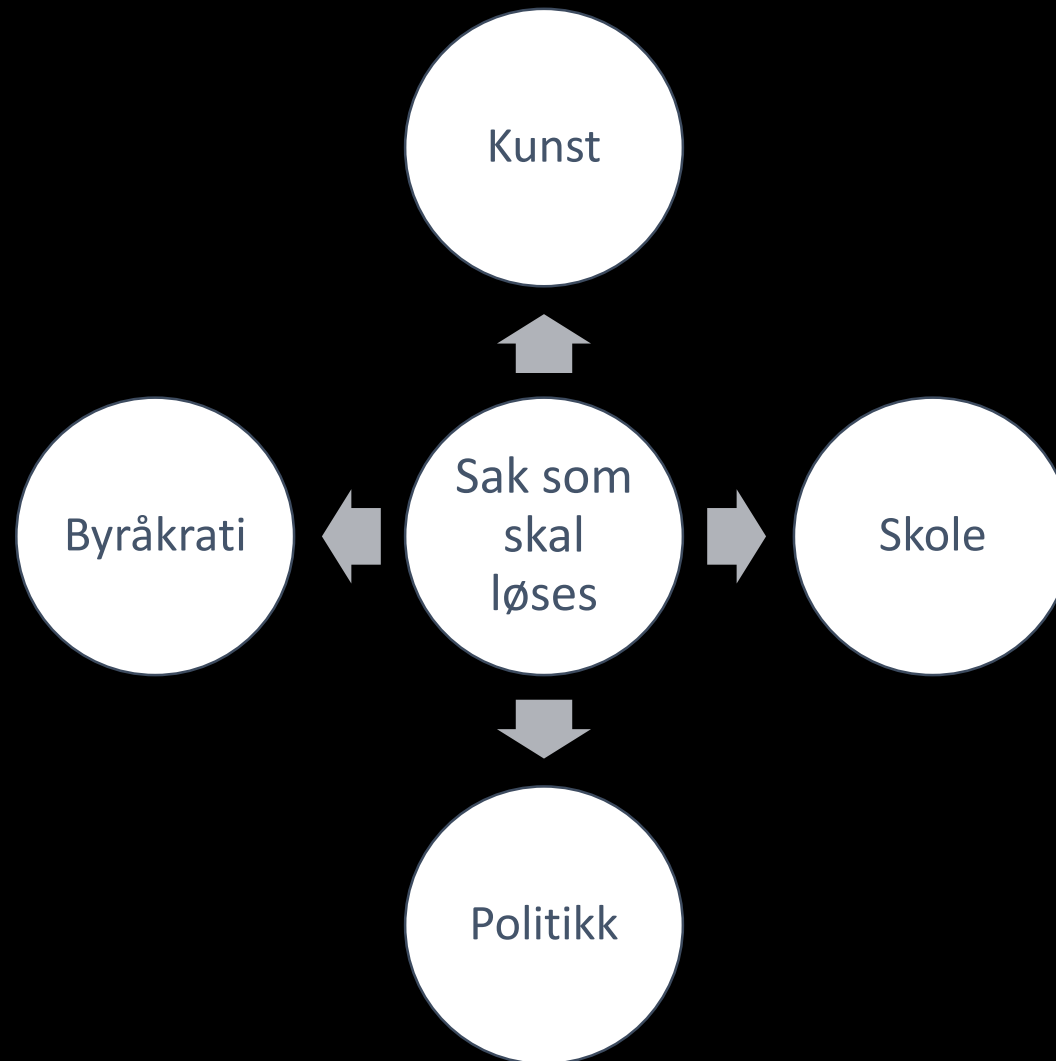 Kunst
Byråkrati
Sak som
skal
løses
Skole
Politikk